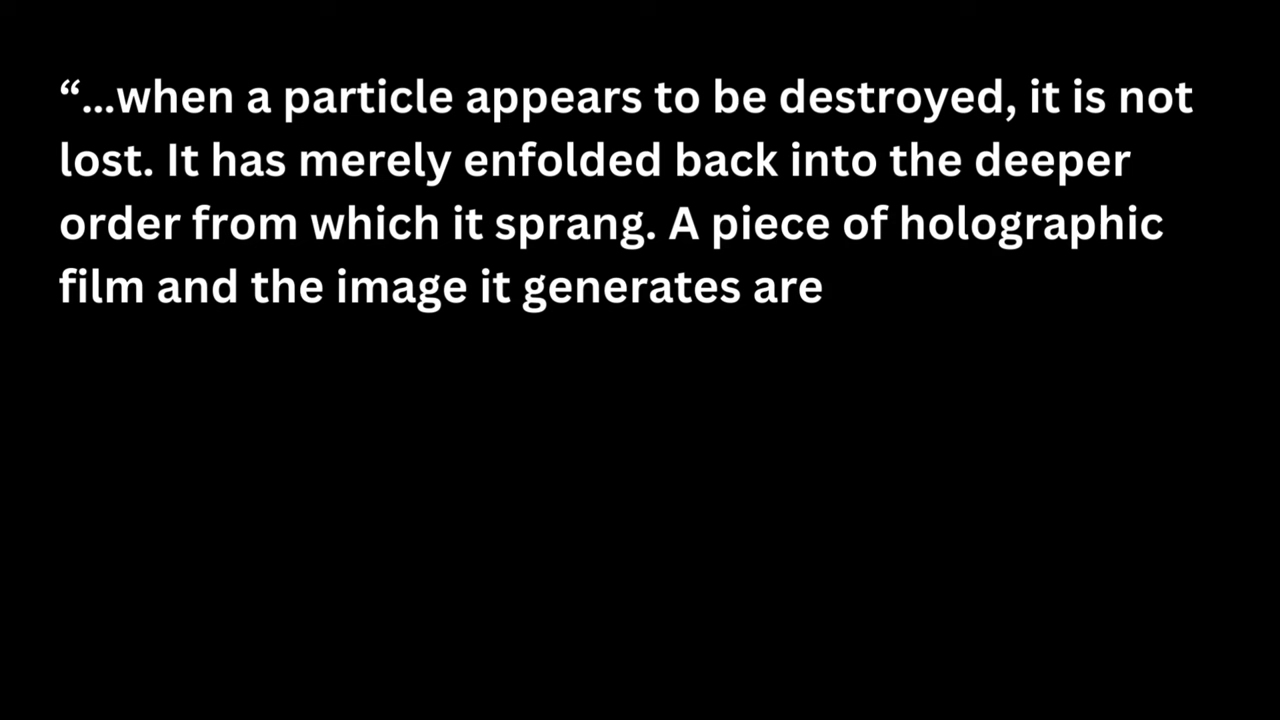 “...when a particle appears to be destroyed, it is not
lost. It has merely enfolded back into the deeper
order from which it sprang. A piece of holographic
film and the image it generates are